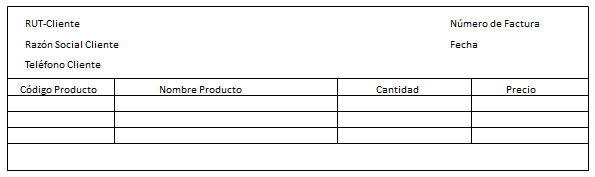 RUT-Cliente Número de Factura
Razón Social Cliente Fecha
Teléfono Cliente
Código Producto Nombre Producto Cantidad Precio